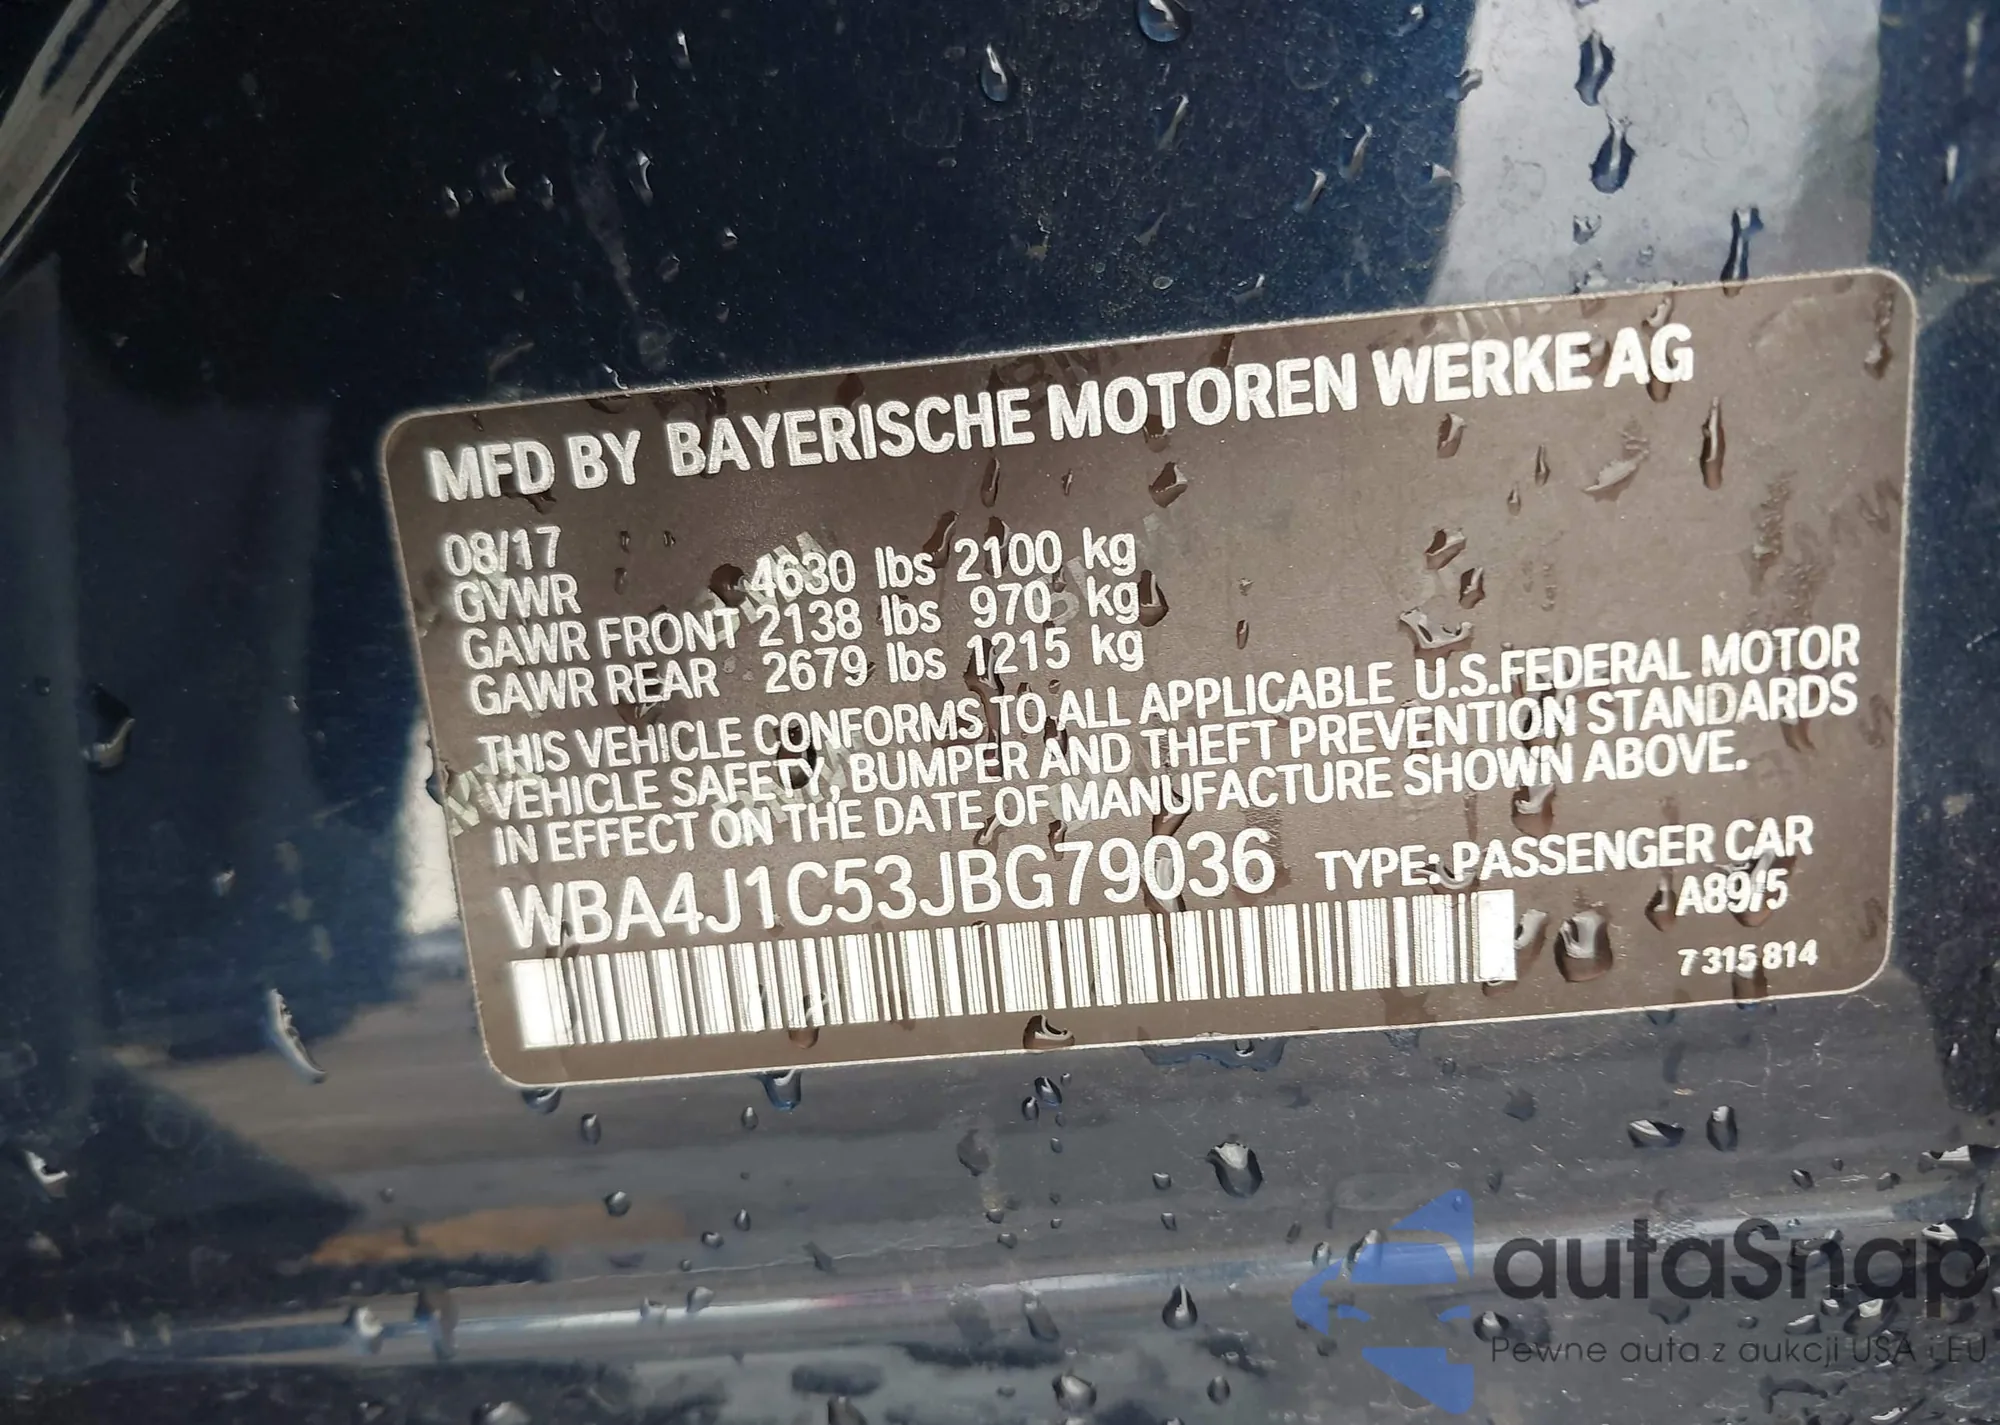 MFD BY BAYERISCHE MOTOREN WERKE AG
08/17
GVWR 4630 lbs 2100 kg
GAWR FRONT 2138 lbs 970 kg
GAWR REAR 2679 lbs 1215 kg
THIS VEHICLE CONFORMS TO ALL APPLICABLE U.S.FEDERAL MOTOR
VEHICLE SAFETY, BUMPER AND THEFT PREVENTION STANDARDS
IN EFFECT ON THE DATE OF MANUFACTURE SHOWN ABOVE.
WBA4J1C53JBG79036 TYPE: PASSENGER CAR
A89/5
7 315 814
autaSnap
Pewne auta z aukcji USA i EU